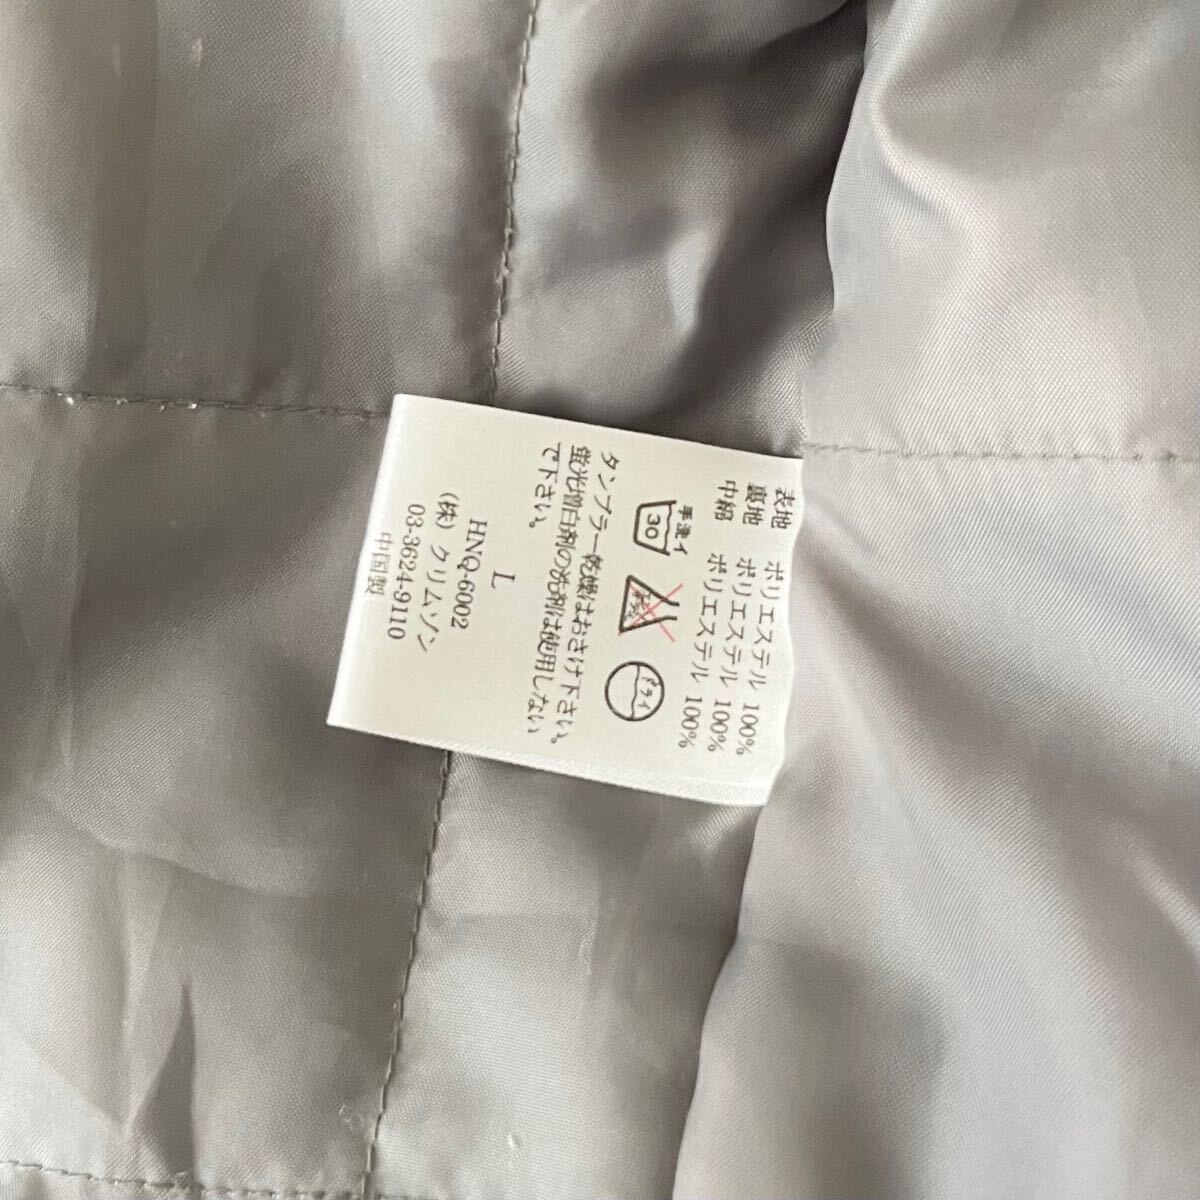 表地 ポリエステル 100%
裏地 ポリエステル 100%
中綿 ポリエステル 100%
手洗イ
30
ドライ
タンブラー乾燥はおさけ下さい。
蛍光増白剤の洗剤は使用しない
で下さい。
L
HNQ-6002
(株) クリムゾン
03-3624-9110
中国製